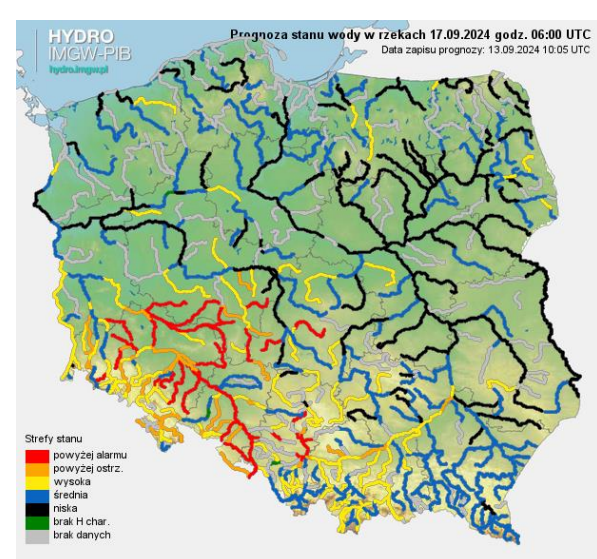 HYDRO
IMGW-PIB
hydro.imgw.pl
Prognoza stanu wody w rzekach 17.09.2024 godz. 06:00 UTC
Data zapisu prognozy: 13.09.2024 10:05 UTC
Strefy stanu
powyżej alarmu
powyżej ostrz.
wysoka
średnia
niska
brak H char.
brak danych